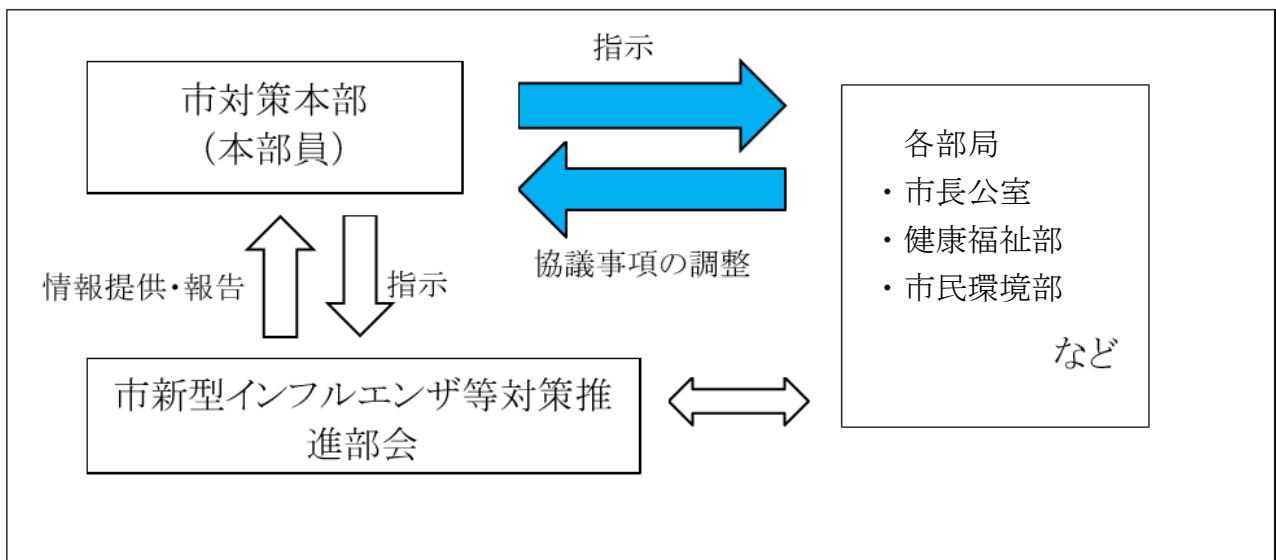 指示
市対策本部
（本部員）
各部局
・市長公室
・健康福祉部
・市民環境部
など
協議事項の調整
情報提供・報告
指示
市新型インフルエンザ等対策推
進部会